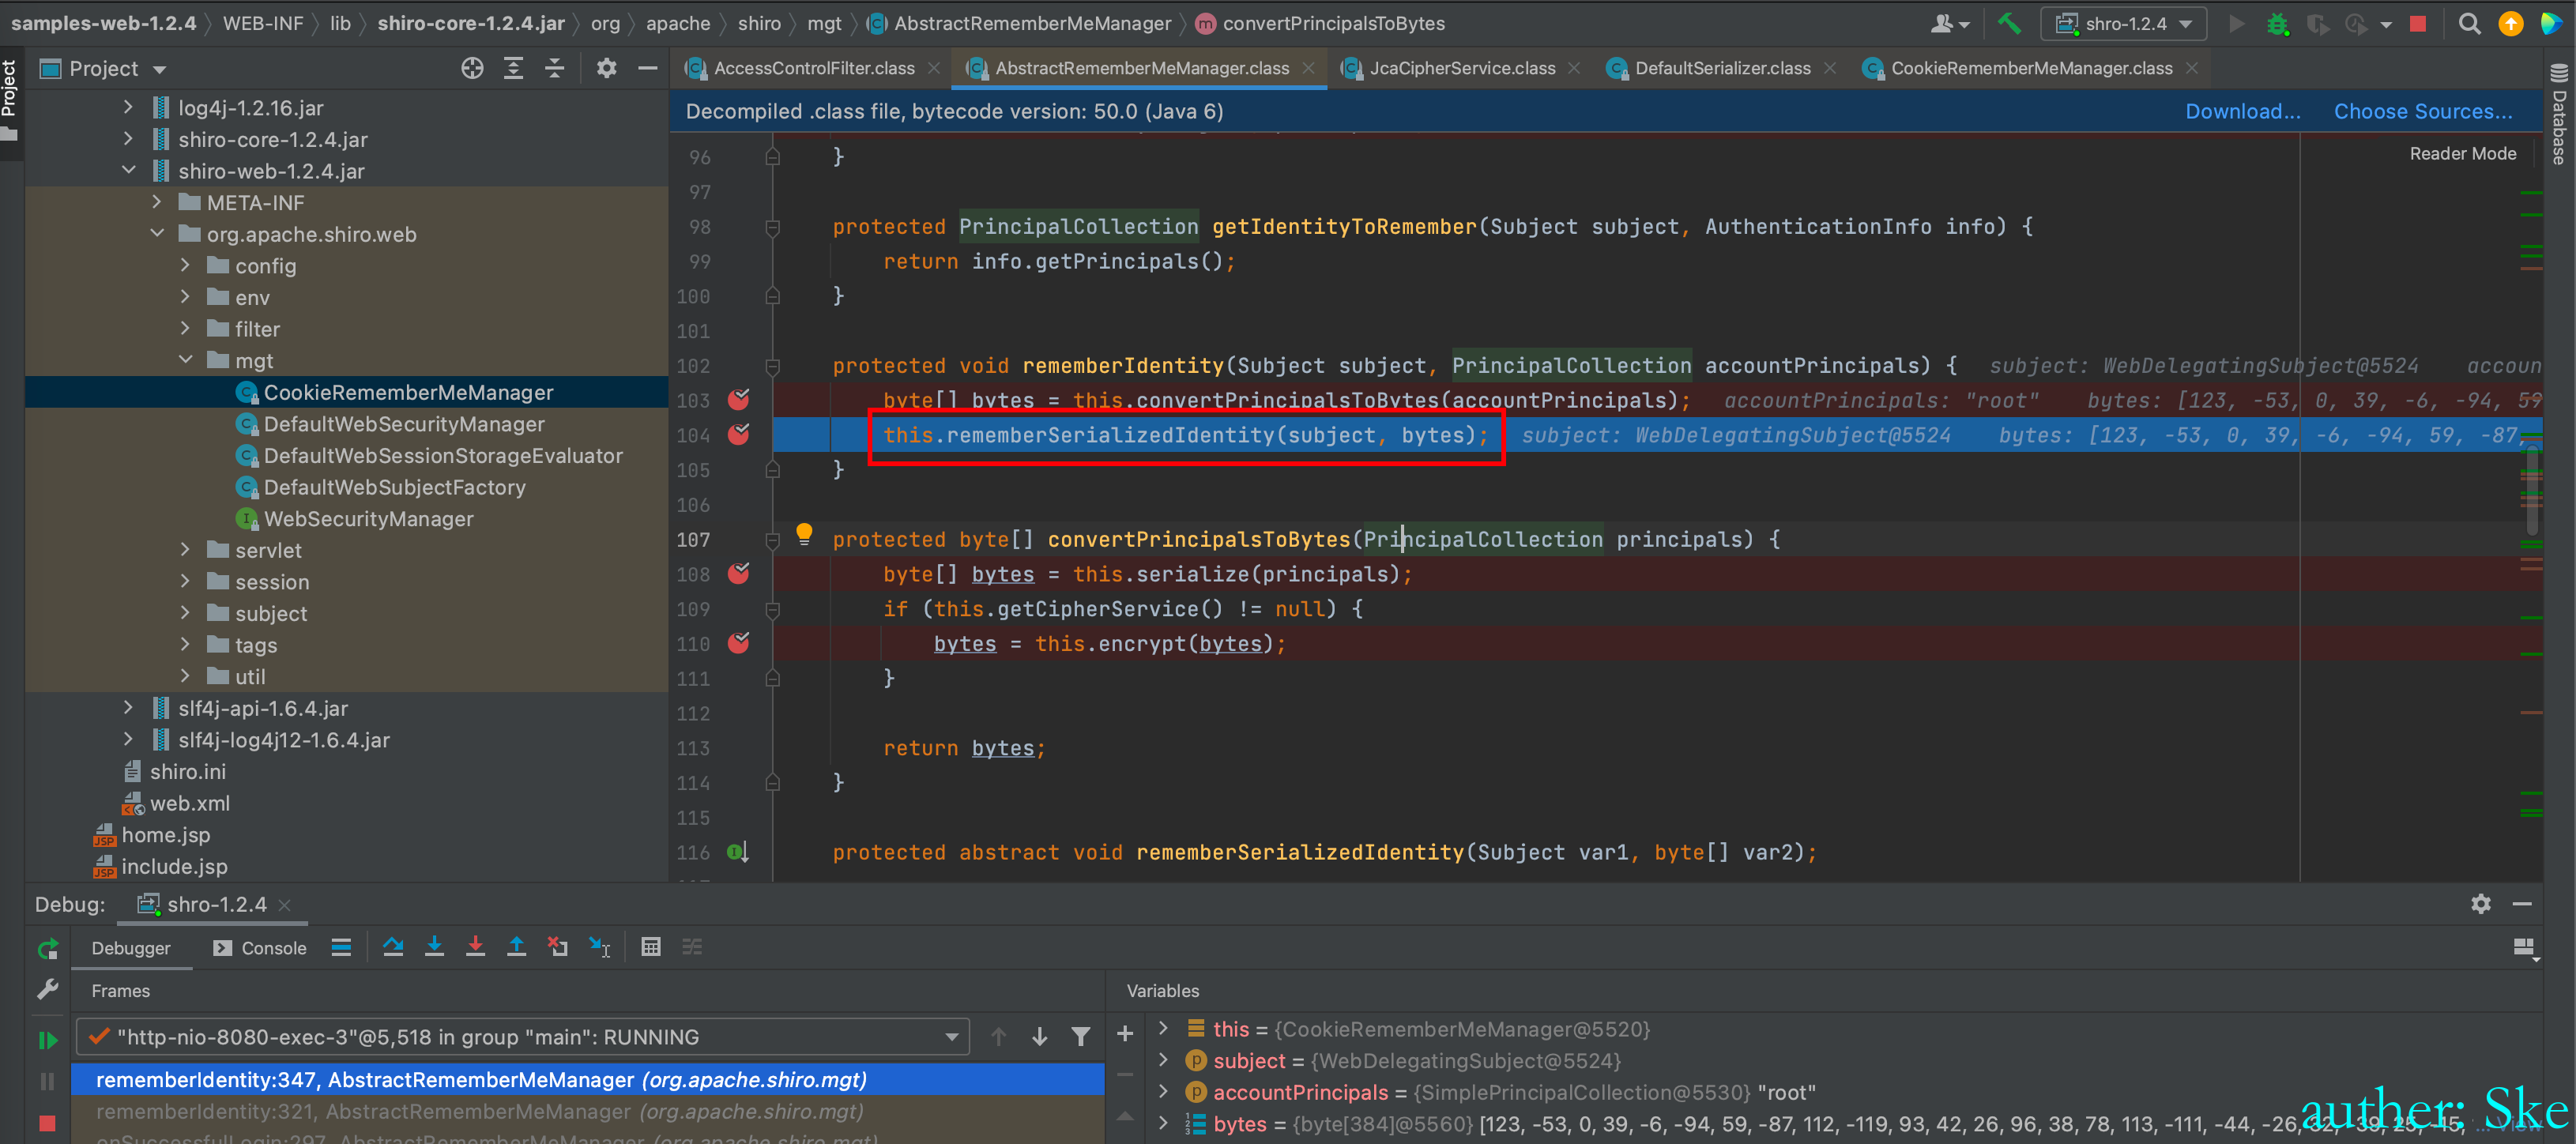 samples-web-1.2.4 WEB-INF lib shiro-core-1.2.4.jar org apache shiro mgt AbstractRememberMeManager convertPrincipalsToBytes
shro-1.2.4
Project
Project
AccessControlFilter.class AbstractRememberMeManager.class JcaCipherService.class DefaultSerializer.class CookieRememberMeManager.class
Database
Decompiled .class file, bytecode version: 50.0 (Java 6) Download... Choose Sources...
Reader Mode
log4j-1.2.16.jar
shiro-core-1.2.4.jar
shiro-web-1.2.4.jar
META-INF
org.apache.shiro.web
config
env
filter
mgt
CookieRememberMeManager
DefaultWebSecurityManager
DefaultWebSessionStorageEvaluator
DefaultWebSubjectFactory
WebSecurityManager
servlet
session
subject
tags
util
slf4j-api-1.6.4.jar
slf4j-log4j12-1.6.4.jar
shiro.ini
web.xml
home.jsp
include.jsp
96 }
97
98 protected PrincipalCollection getIdentityToRemember(Subject subject, AuthenticationInfo info) {
99 return info.getPrincipals();
100 }
101
102 protected void rememberIdentity(Subject subject, PrincipalCollection accountPrincipals) { subject: WebDelegatingSubject@5524 accoun
103 byte[] bytes = this.convertPrincipalsToBytes(accountPrincipals); accountPrincipals: "root" bytes: [123, -53, 0, 39, -6, -94, 59
104 this.rememberSerializedIdentity(subject, bytes); subject: WebDelegatingSubject@5524 bytes: [123, -53, 0, 39, -6, -94, 59, -87,
105 }
106
107 protected byte[] convertPrincipalsToBytes(PrincipalCollection principals) {
108 byte[] bytes = this.serialize(principals);
109 if (this.getCipherService() != null) {
110 bytes = this.encrypt(bytes);
111 }
112
113 return bytes;
114 }
115
116 protected abstract void rememberSerializedIdentity(Subject var1, byte[] var2);
Debug: shro-1.2.4
Debugger Console
Frames
"http-nio-8080-exec-3"@5,518 in group "main": RUNNING
rememberIdentity:347, AbstractRememberMeManager (org.apache.shiro.mgt)
rememberIdentity:321, AbstractRememberMeManager (org.apache.shiro.mgt)
onSuccessfulLogin:297, AbstractRememberMeManager (org.apache.shiro.mgt)
Variables
this = {CookieRememberMeManager@5520}
subject = {WebDelegatingSubject@5524}
accountPrincipals = {SimplePrincipalCollection@5530} "root"
bytes = {byte[384]@5560} [123, -53, 0, 39, -6, -94, 59, -87, 112, -119, 93, 42, 26, 96, 38, 78, 113, -111, -44, -26,
auther: Ske